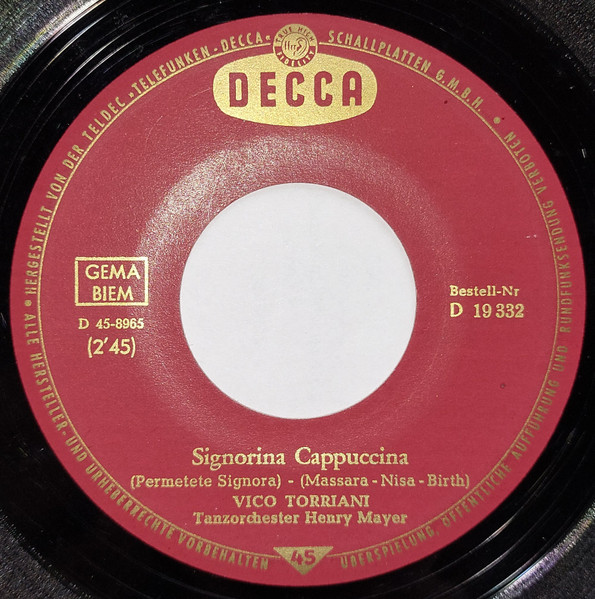 HERGESTELLT VON DER TELDEC »TELEFUNKEN-DECCA« SCHALLPLATTEN G.M.B.H. •
DECCA
GEMA
BIEM
D 45-8965
(2'45)
Bestell-Nr
D 19 332
Signorina Cappuccina
(Permetete Signora) - (Massara - Nisa - Birth)
VICO TORRIANI
Tanzorchester Henry Mayer
• ALLE HERSTELLER- UND URHEBERRECHTE VORBEHALTEN
45
ÜBERSPIELUNG, ÖFFENTLICHE AUFFÜHRUNG UND RUNDFUNKSENDUNG VERBOTEN